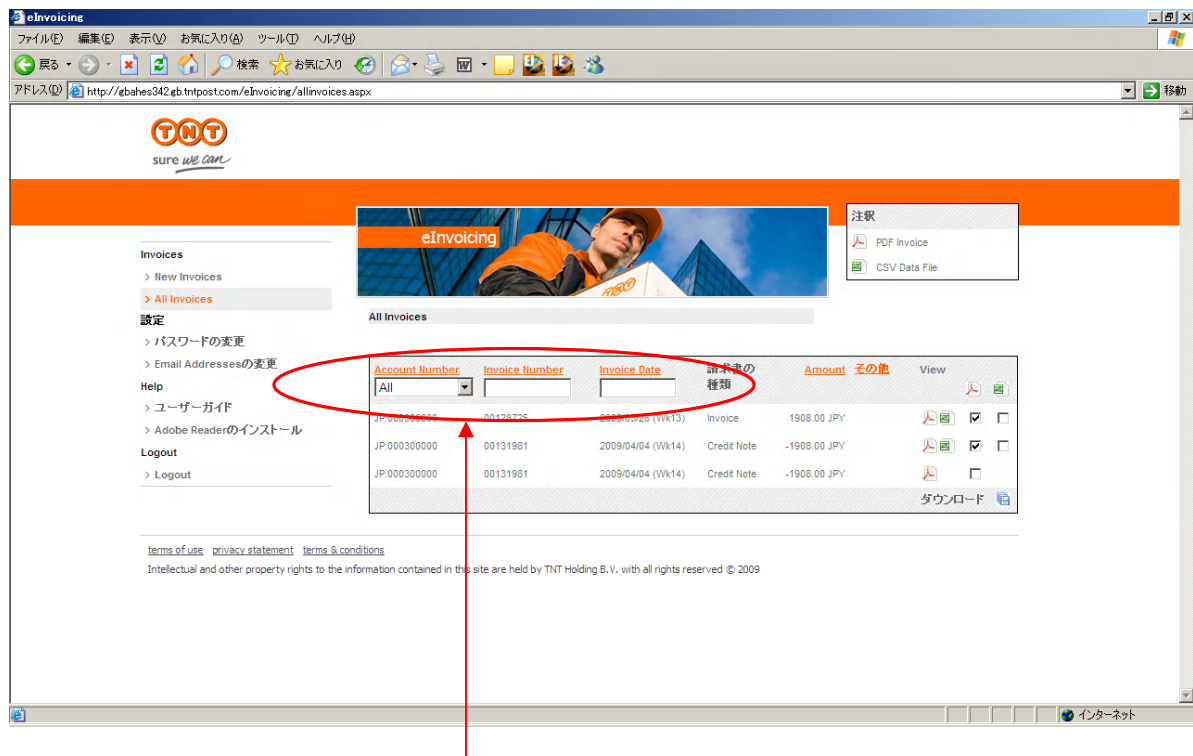 eInvoicing
ファイル(F) 編集(E) 表示(V) お気に入り(A) ツール(T) ヘルプ(H)
戻る 検索 お気に入り
アドレス(D) http://gbahes342.gb.tntpost.com/eInvoicing/allinvoices.aspx 移動
TNT
sure we can
eInvoicing
TNT
注釈
PDF Invoice
CSV Data File
Invoices
> New Invoices
> All Invoices
設定
> パスワードの変更
> Email Addressesの変更
Help
> ユーザーガイド
> Adobe Readerのインストール
Logout
> Logout
All Invoices
Account Number Invoice Number Invoice Date 請求書の種類 Amount その他 View
All
JP:000300000 00128725 2009/03/28 (Wk13) Invoice 1908.00 JPY
JP:000300000 00131981 2009/04/04 (Wk14) Credit Note -1908.00 JPY
JP:000300000 00131981 2009/04/04 (Wk14) Credit Note -1908.00 JPY
ダウンロード
terms of use privacy statement terms & conditions
Intellectual and other property rights to the information contained in this site are held by TNT Holding B.V. with all rights reserved © 2009
インターネット